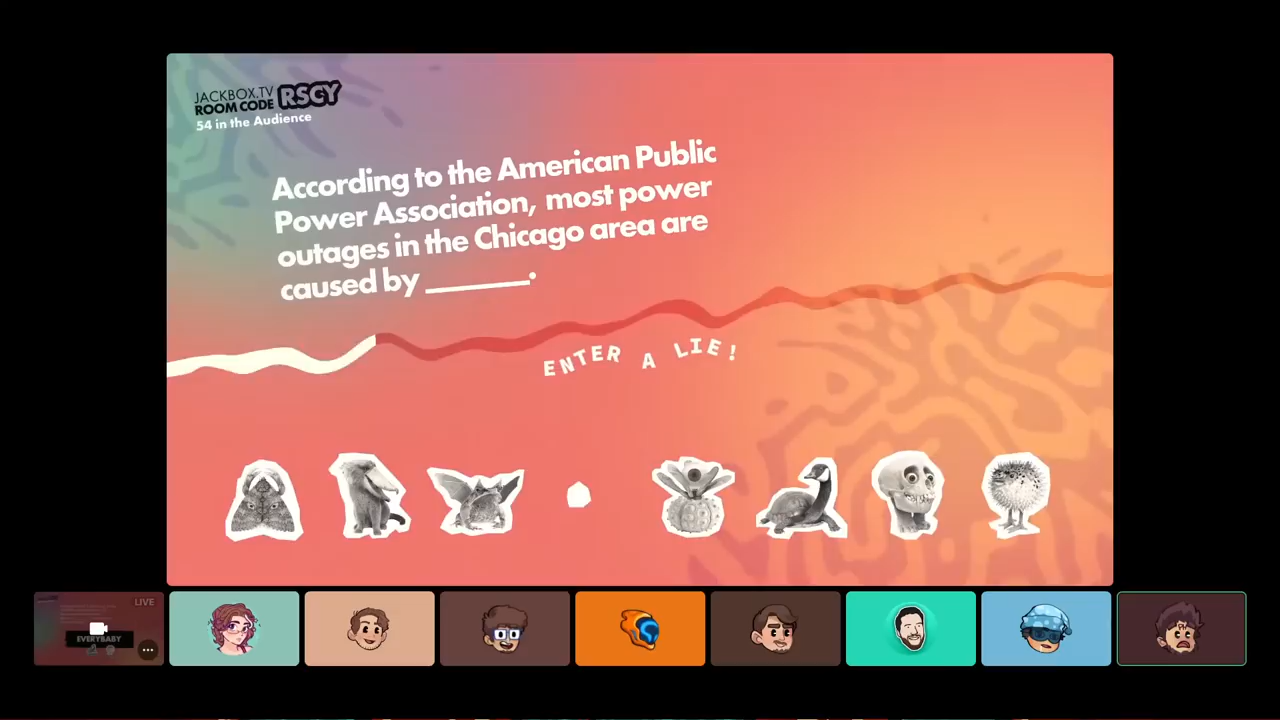 JACKBOX.TV
ROOM CODE RSCY
54 in the Audience
According to the American Public
Power Association, most power
outages in the Chicago area are
caused by ________.
ENTER A LIE!
LIVE
EVERYBABY